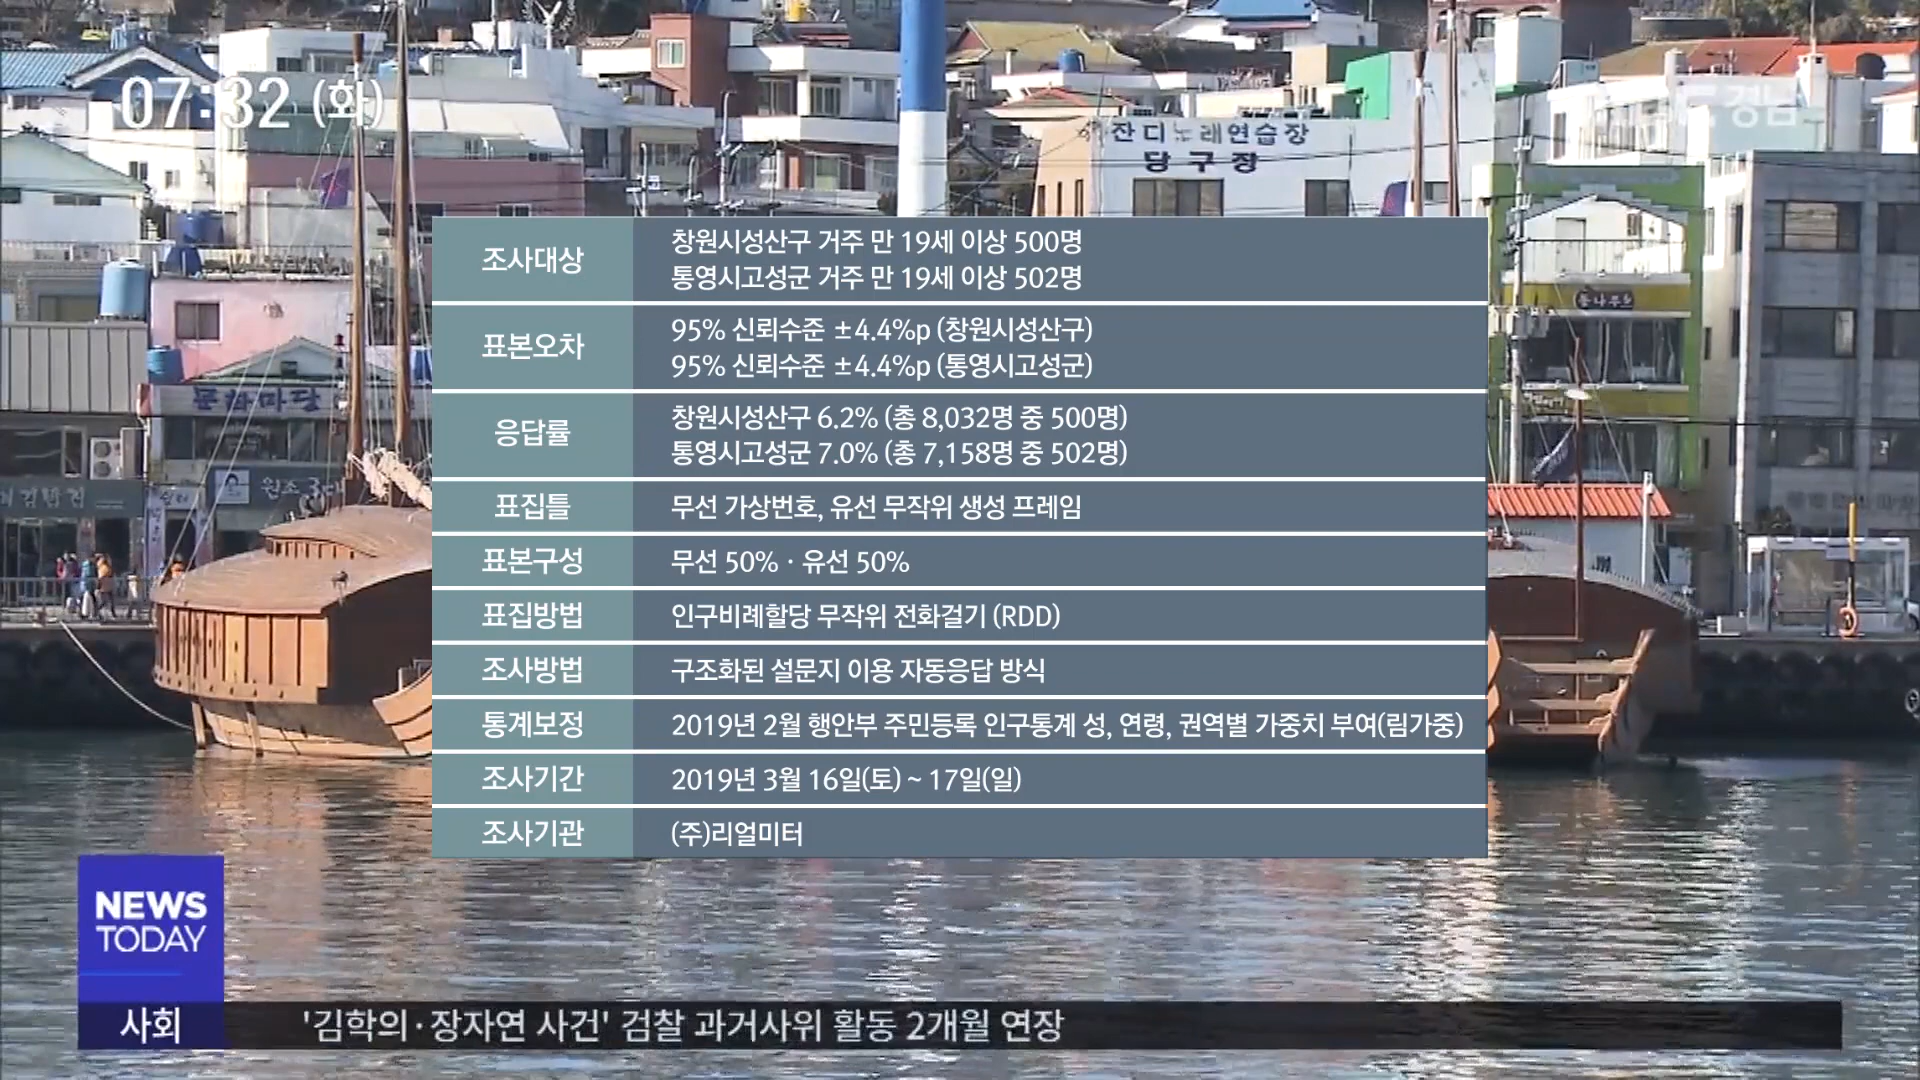 07:32 (화)
경남
잔디노래연습장
당구장
조사대상
창원시성산구 거주 만 19세 이상 500명
통영시고성군 거주 만 19세 이상 502명
표본오차
95% 신뢰수준 ±4.4%p (창원시성산구)
95% 신뢰수준 ±4.4%p (통영시고성군)
응답률
창원시성산구 6.2% (총 8,032명 중 500명)
통영시고성군 7.0% (총 7,158명 중 502명)
표집틀
무선 가상번호, 유선 무작위 생성 프레임
표본구성
무선 50% · 유선 50%
표집방법
인구비례할당 무작위 전화걸기 (RDD)
조사방법
구조화된 설문지 이용 자동응답 방식
통계보정
2019년 2월 행안부 주민등록 인구통계 성, 연령, 권역별 가중치 부여(림가중)
조사기간
2019년 3월 16일(토) ~ 17일(일)
조사기관
(주)리얼미터
문화마당
원조 3대
NEWS
TODAY
사회
'김학의·장자연 사건' 검찰 과거사위 활동 2개월 연장